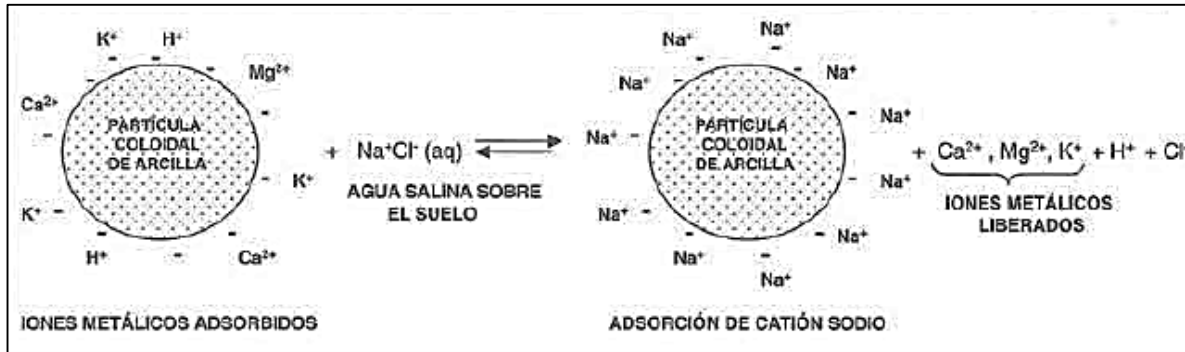 K⁺ H⁺
Mg²⁺
Ca²⁺
PARTÍCULA
COLOIDAL
DE ARCILLA
K⁺
K⁺
H⁺
Ca²⁺
IONES METÁLICOS ADSORBIDOS
+ Na⁺Cl⁻ (aq)
AGUA SALINA SOBRE
EL SUELO
Na⁺
Na⁺
Na⁺
Na⁺
Na⁺
Na⁺
PARTÍCULA
COLOIDAL
DE ARCILLA
Na⁺
Na⁺
Na⁺
Na⁺
Na⁺
Na⁺
ADSORCIÓN DE CATIÓN SODIO
+ Ca²⁺, Mg²⁺, K⁺ + H⁺ + Cl⁻
IONES METÁLICOS
LIBERADOS